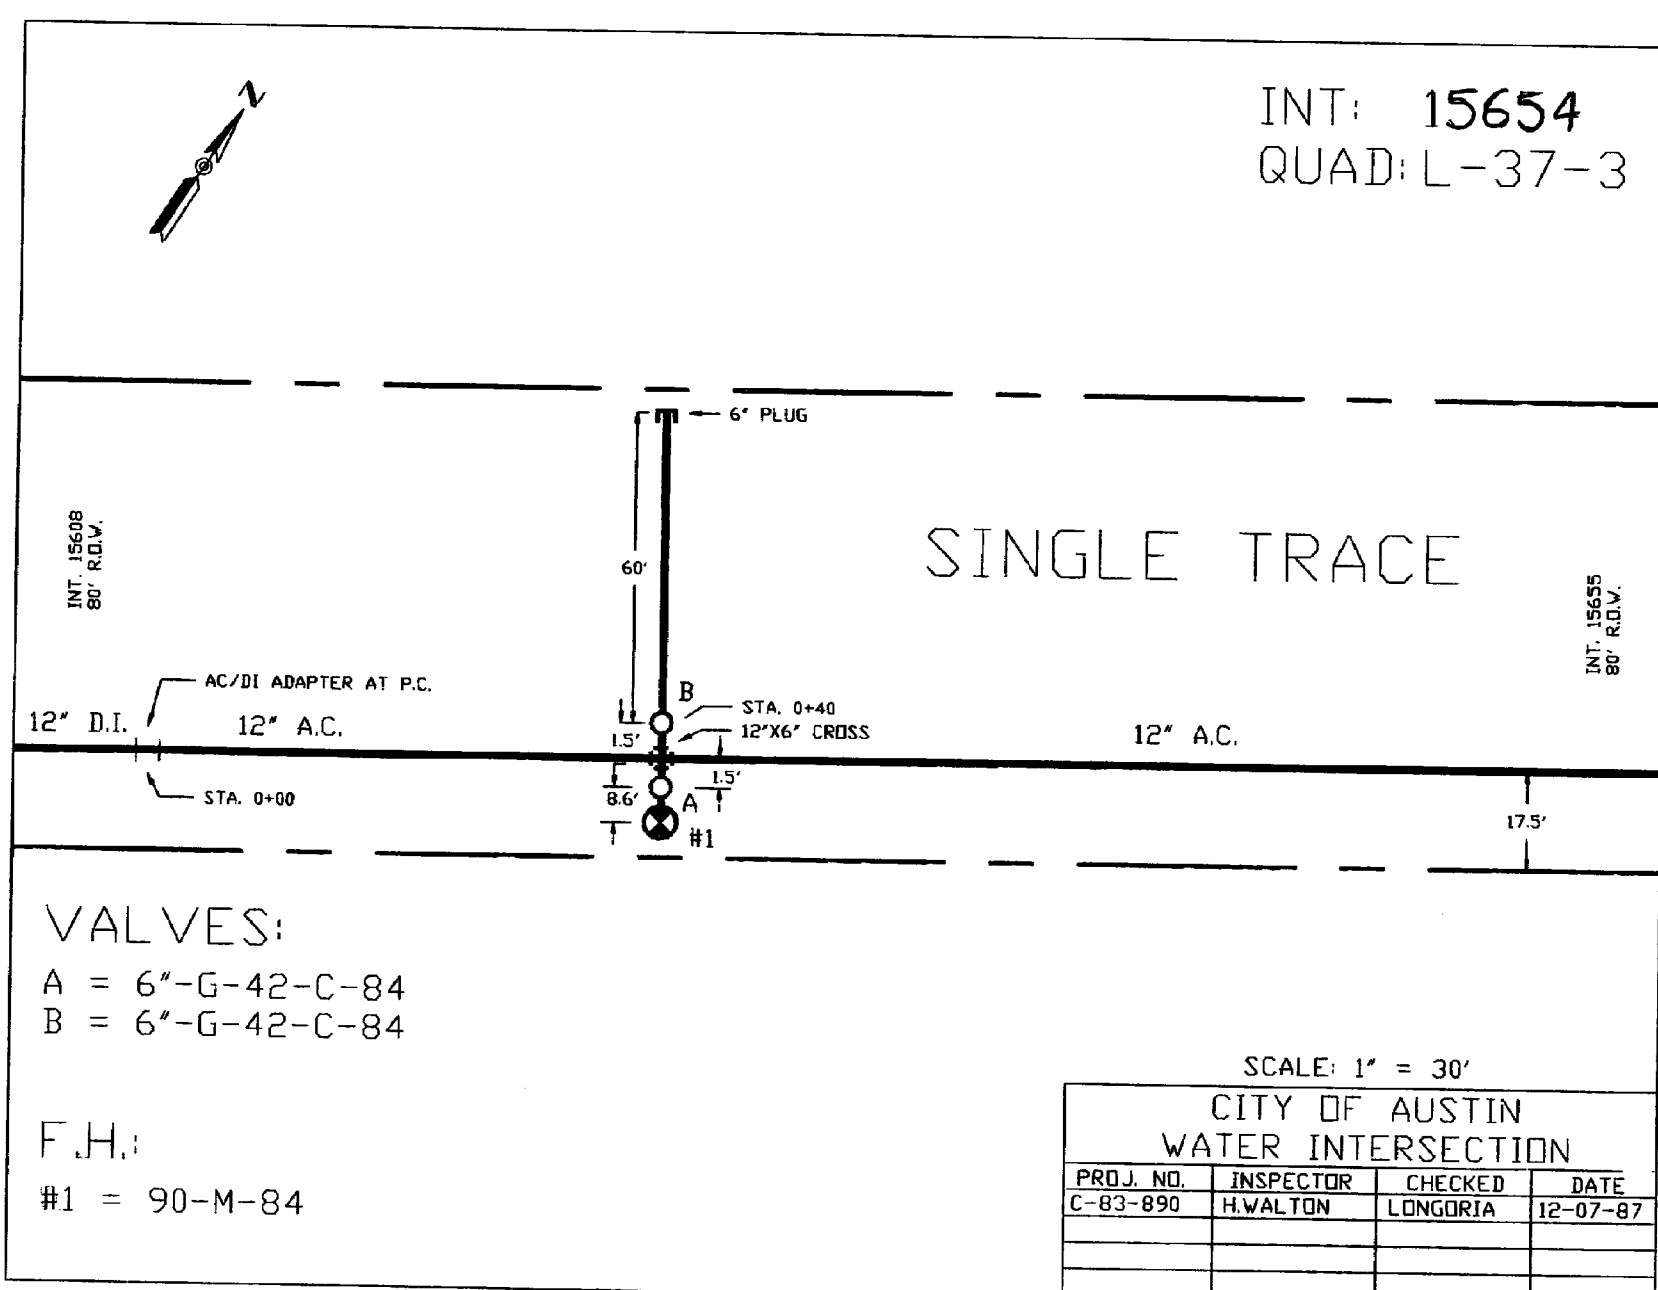 N
INT: 15654
QUAD: L-37-3
6" PLUG
INT. 15608
80' R.O.W.
60'
SINGLE TRACE
INT. 15655
80' R.O.W.
AC/DI ADAPTER AT P.C.
B
STA. 0+40
12" D.I.
12" A.C.
1.5'
12"X6" CROSS
12" A.C.
1.5'
STA. 0+00
8.6'
A
#1
17.5'
VALVES:
A = 6"-G-42-C-84
B = 6"-G-42-C-84
F.H.:
#1 = 90-M-84
SCALE: 1" = 30'
CITY OF AUSTIN
WATER INTERSECTION
PROJ. NO. INSPECTOR CHECKED DATE
C-83-890 H.WALTON LONGORIA 12-07-87